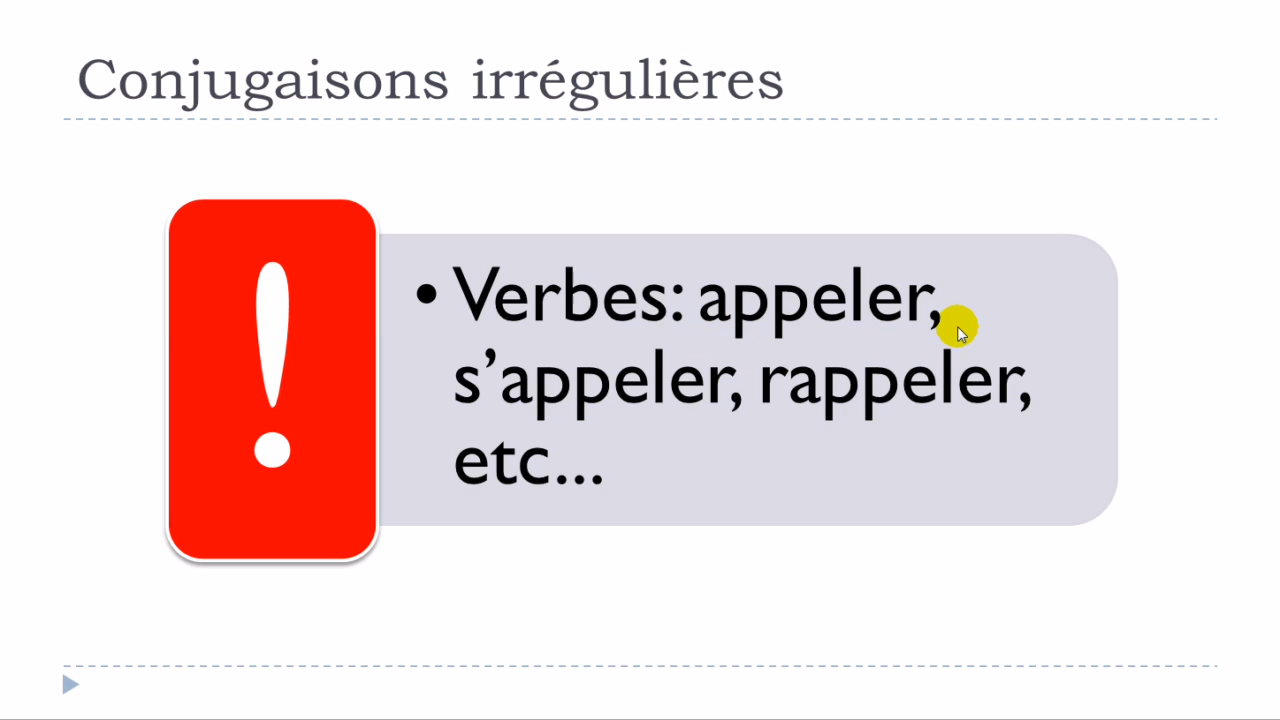 Conjugaisons irrégulières
!
• Verbes: appeler,
s’appeler, rappeler,
etc…